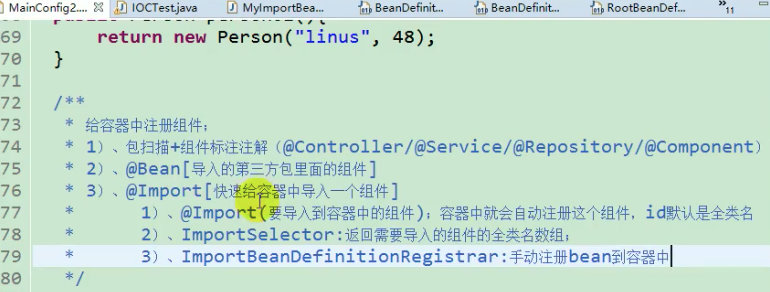 MainConfig2.... IOCTest.java MyImportBea... BeanDefinit... BeanDefinit... RootBeanDef... »11
69 return new Person("linus", 48);
70 }
71
72 /**
73 * 给容器中注册组件；
74 * 1）、包扫描+组件标注注解（@Controller/@Service/@Repository/@Component）
75 * 2）、@Bean[导入的第三方包里面的组件]
76 * 3）、@Import[快速给容器中导入一个组件]
77 * 1）、@Import(要导入到容器中的组件)；容器中就会自动注册这个组件，id默认是全类名
78 * 2）、ImportSelector:返回需要导入的组件的全类名数组；
79 * 3）、ImportBeanDefinitionRegistrar:手动注册bean到容器中
80 */